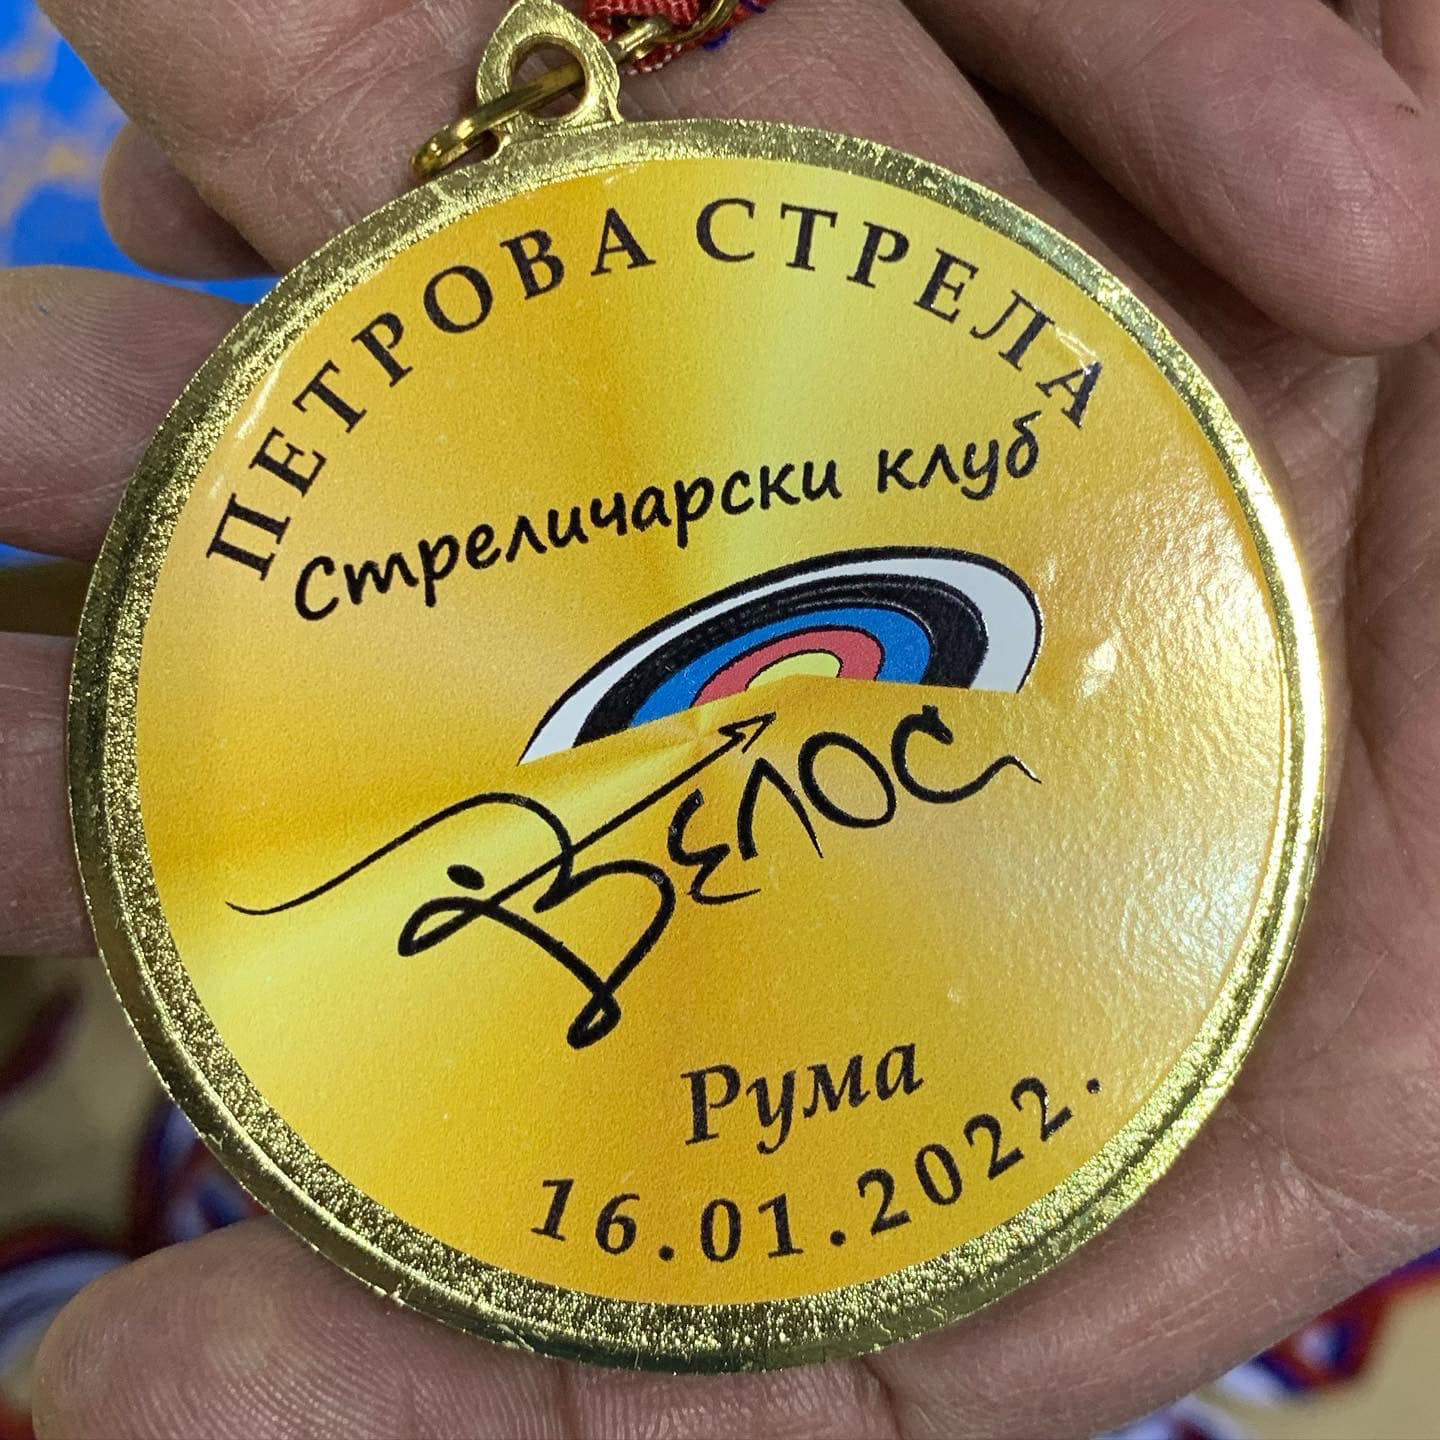 ПЕТРОВА СТРЕЛА
Стреличарски клуб
Велос
Рума
16.01.2022.